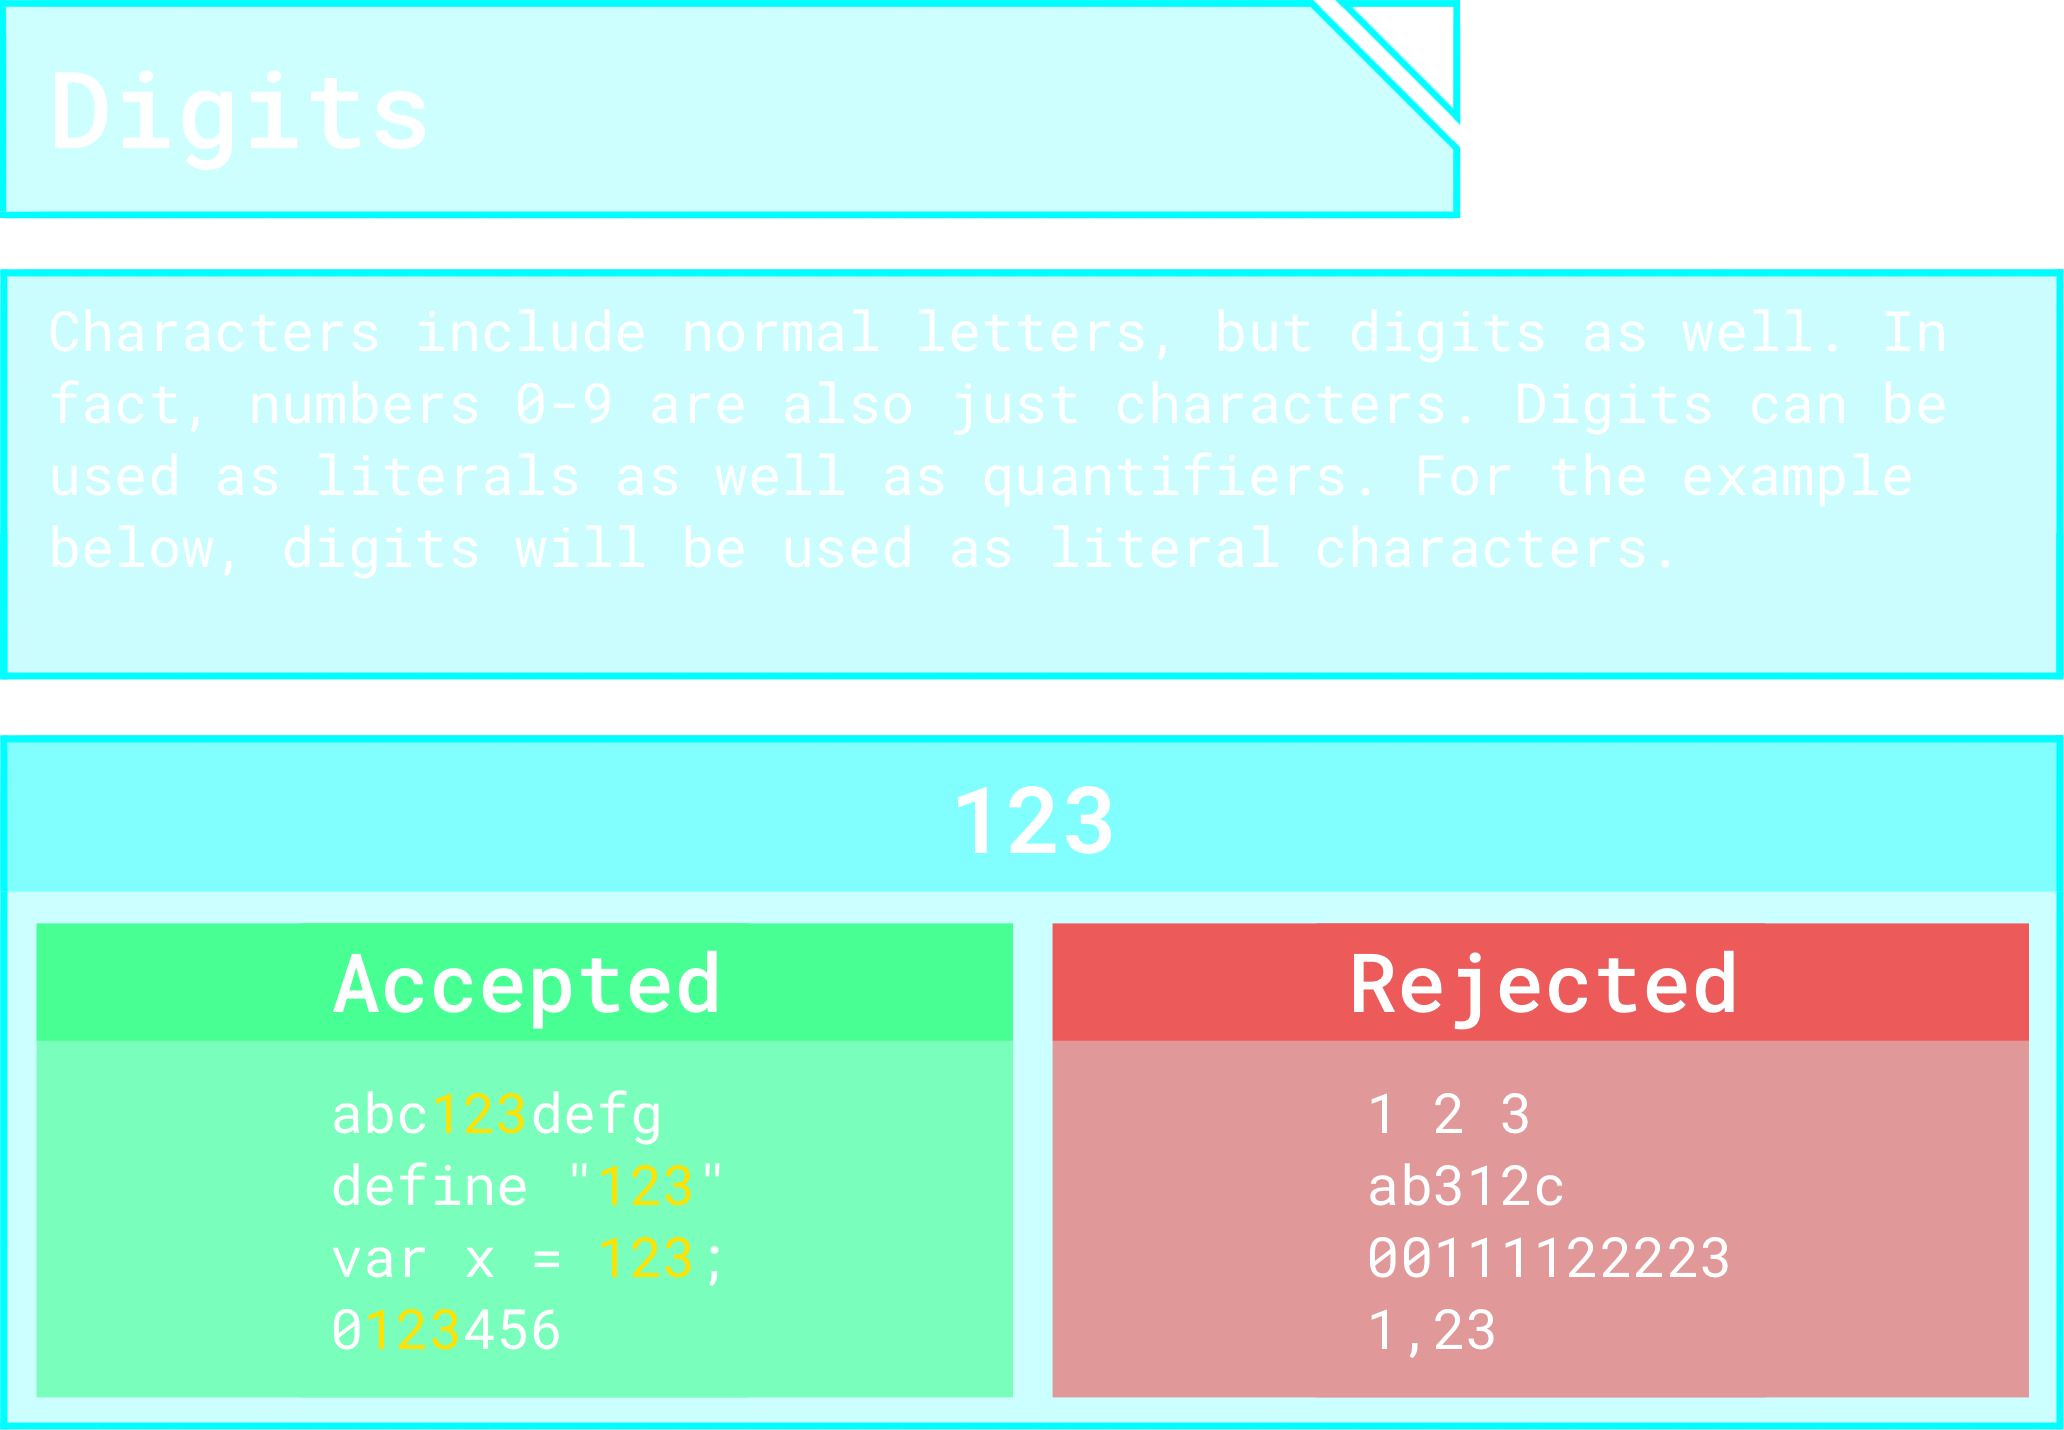 Digits
Characters include normal letters, but digits as well. In
fact, numbers 0-9 are also just characters. Digits can be
used as literals as well as quantifiers. For the example
below, digits will be used as literal characters.
123
Accepted
abc123defg
define "123"
var x = 123;
0123456
Rejected
1 2 3
ab312c
00111122223
1,23